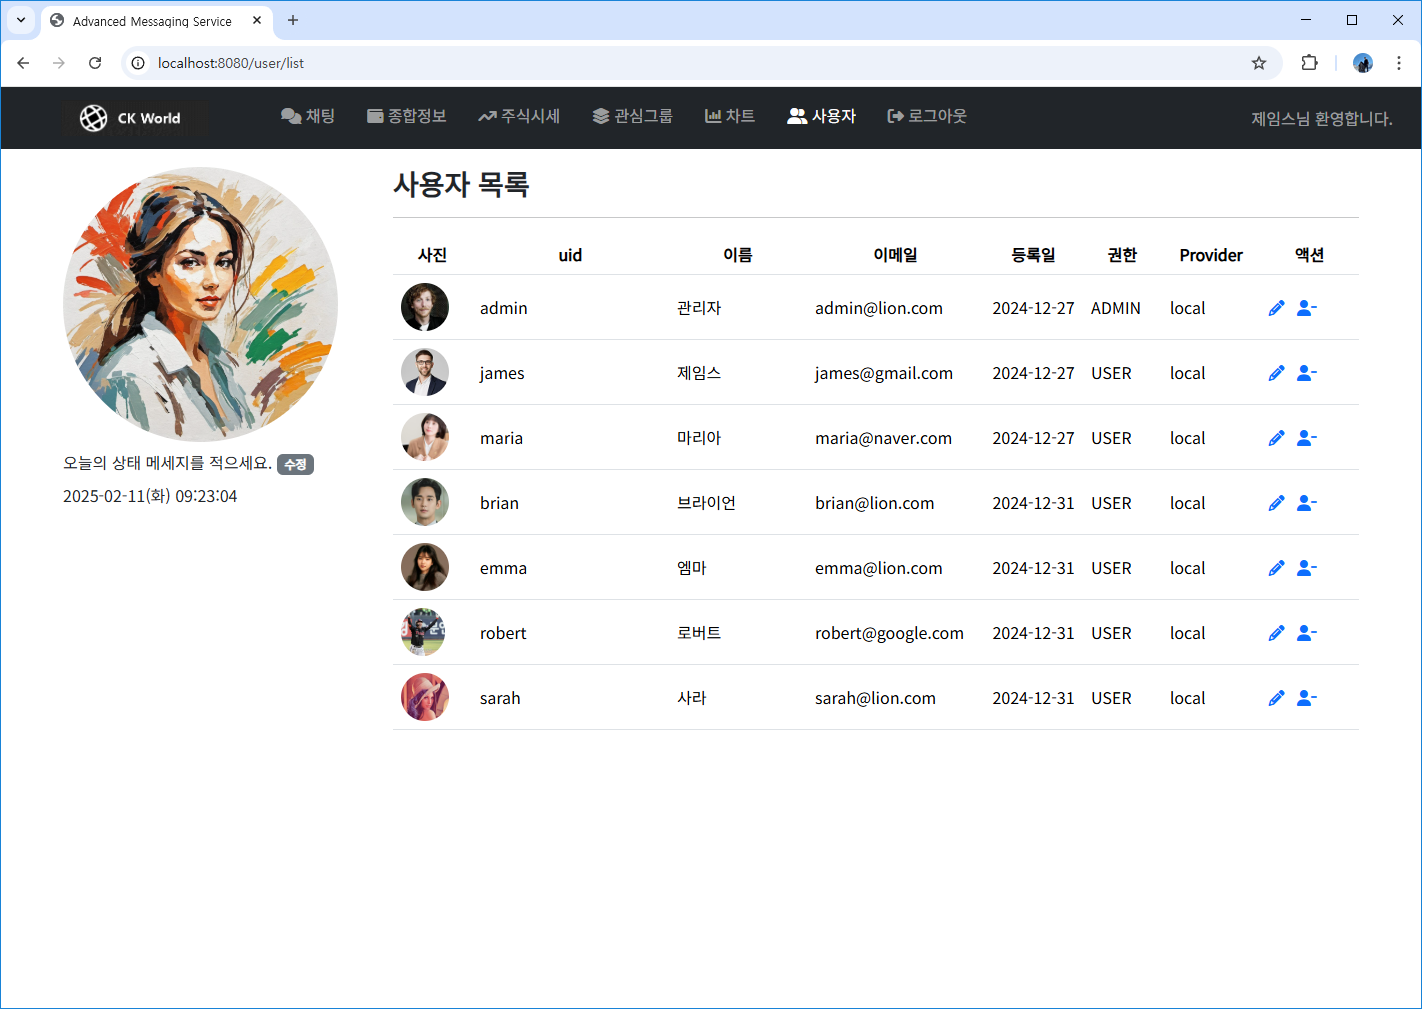 Advanced Messaging Service
localhost:8080/user/list
CK World 채팅 종합정보 주식시세 관심그룹 차트 사용자 로그아웃 제임스님 환영합니다.
사용자 목록
사진 uid 이름 이메일 등록일 권한 Provider 액션
admin 관리자 admin@lion.com 2024-12-27 ADMIN local
james 제임스 james@gmail.com 2024-12-27 USER local
maria 마리아 maria@naver.com 2024-12-27 USER local
brian 브라이언 brian@lion.com 2024-12-31 USER local
emma 엠마 emma@lion.com 2024-12-31 USER local
robert 로버트 robert@google.com 2024-12-31 USER local
sarah 사라 sarah@lion.com 2024-12-31 USER local
오늘의 상태 메세지를 적으세요. 수정
2025-02-11(화) 09:23:04